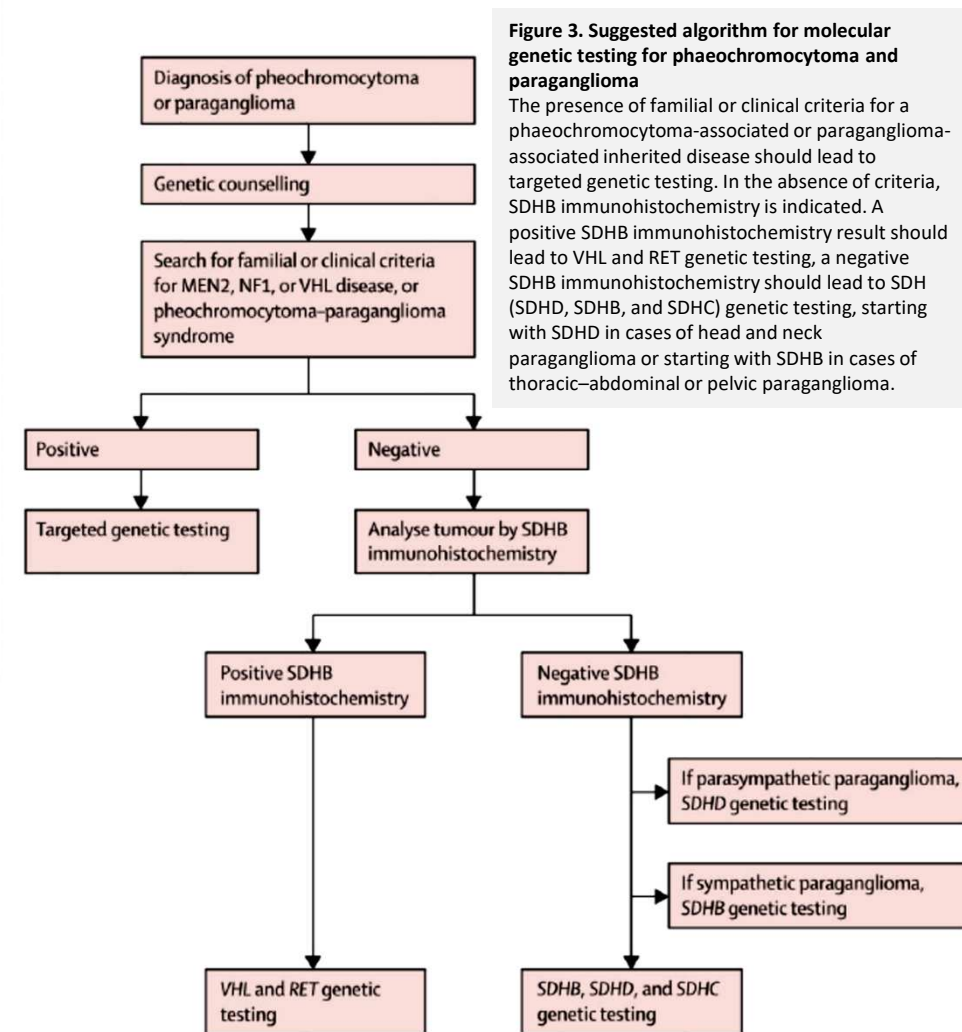 Figure 3. Suggested algorithm for molecular
genetic testing for phaeochromocytoma and
paraganglioma
The presence of familial or clinical criteria for a
phaeochromocytoma-associated or paraganglioma-
associated inherited disease should lead to
targeted genetic testing. In the absence of criteria,
SDHB immunohistochemistry is indicated. A
positive SDHB immunohistochemistry result should
lead to VHL and RET genetic testing, a negative
SDHB immunohistochemistry should lead to SDH
(SDHD, SDHB, and SDHC) genetic testing, starting
with SDHD in cases of head and neck
paraganglioma or starting with SDHB in cases of
thoracic–abdominal or pelvic paraganglioma.
Diagnosis of pheochromocytoma
or paraganglioma
Genetic counselling
Search for familial or clinical criteria
for MEN2, NF1, or VHL disease, or
pheochromocytoma–paraganglioma
syndrome
Positive
Negative
Targeted genetic testing
Analyse tumour by SDHB
immunohistochemistry
Positive SDHB
immunohistochemistry
Negative SDHB
immunohistochemistry
If parasympathetic paraganglioma,
SDHD genetic testing
If sympathetic paraganglioma,
SDHB genetic testing
VHL and RET genetic
testing
SDHB, SDHD, and SDHC
genetic testing